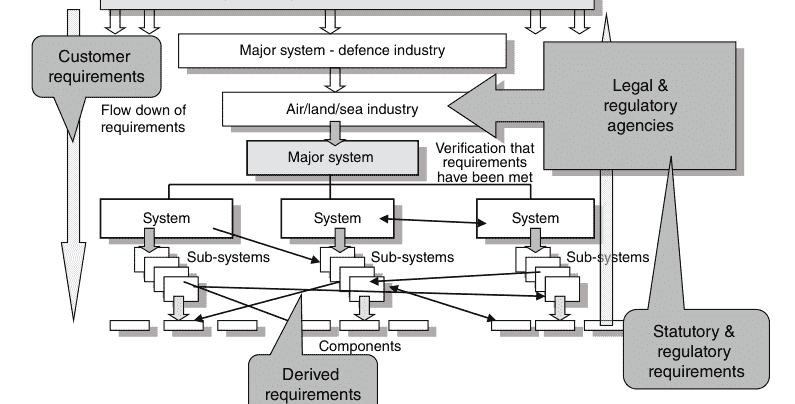 Major system - defence industry
Customer
requirements
Legal &
regulatory
agencies
Air/land/sea industry
Flow down of
requirements
Major system
Verification that
requirements
have been met
System
System
System
Sub-systems
Sub-systems
Sub-systems
Components
Statutory &
regulatory
requirements
Derived
requirements